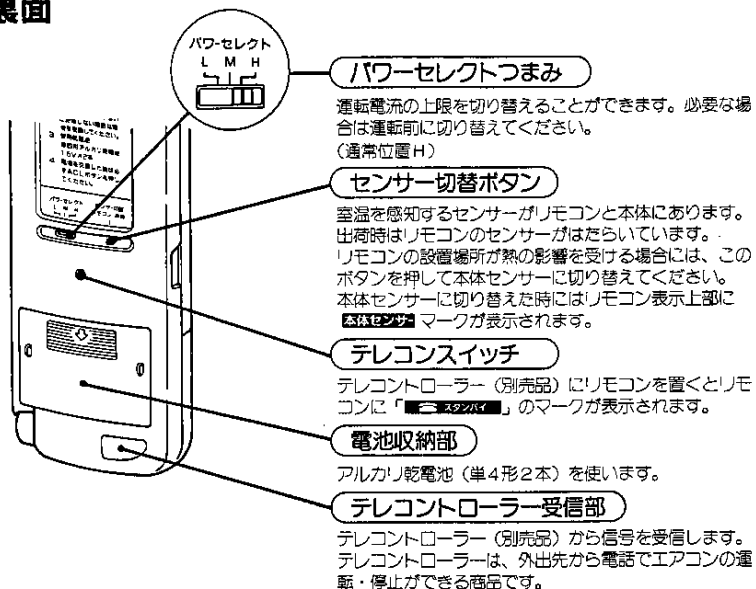 裏面
パワーセレクト
L M H
パワーセレクトつまみ
運転電流の上限を切り替えることができます。必要な場
合は運転前に切り替えてください。
(通常位置H)
センサー切替ボタン
室温を感知するセンサーがリモコンと本体にあります。
出荷時はリモコンのセンサーがはたらいています。
リモコンの設置場所が熱の影響を受ける場合には、この
ボタンを押して本体センサーに切り替えてください。
本体センサーに切り替えた時にはリモコン表示上部に
本体センサー マークが表示されます。
テレコンスイッチ
テレコントローラー(別売品)にリモコンを置くとリモ
コンに「 スタンバイ 」のマークが表示されます。
電池収納部
アルカリ乾電池(単4形2本)を使います。
テレコントローラー受信部
テレコントローラー(別売品)から信号を受信します。
テレコントローラーは、外出先から電話でエアコンの運
転・停止ができる商品です。
てください。
パワーセレクト
L M H